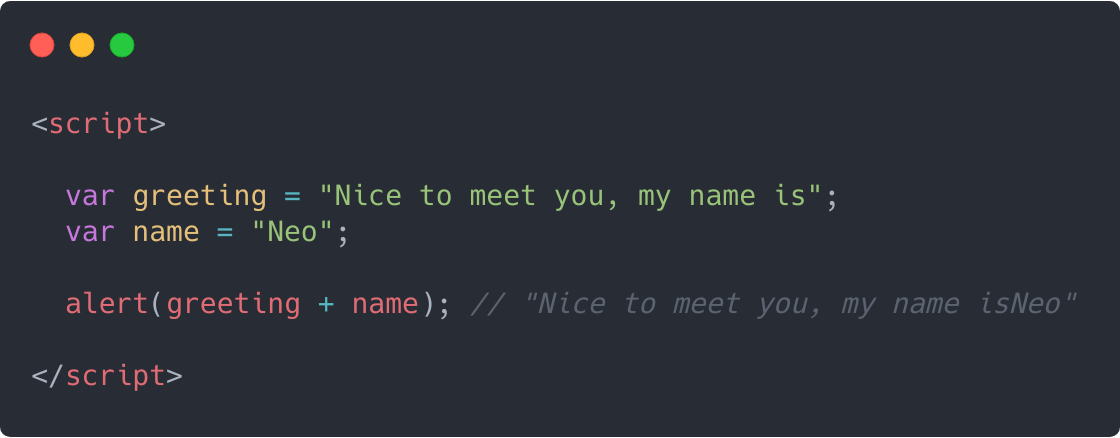 <script>
var greeting = "Nice to meet you, my name is";
var name = "Neo";
alert(greeting + name); // "Nice to meet you, my name isNeo"
</script>